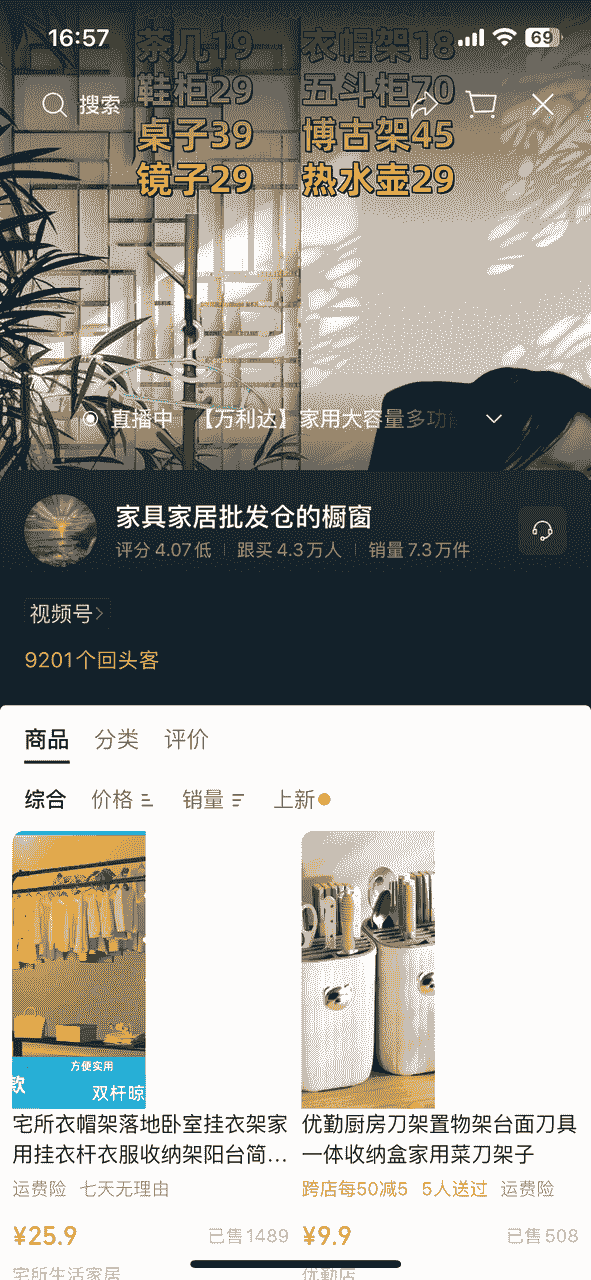 16:57
69
茶几19 衣帽架18
鞋柜29 五斗柜70
搜索
桌子39 博古架45
镜子29 热水壶29
直播中 【万利达】家用大容量多功能
家具家居批发仓的橱窗
评分 4.07 低 跟买 4.3万人 销量 7.3万件
视频号
9201个回头客
商品 分类 评价
综合 价格 销量 上新
方便实用
款 双杆晾
宅所衣帽架落地卧室挂衣架家
用挂衣杆衣服收纳架阳台简...
运费险 七天无理由
¥25.9 已售1489
宅所生活家居
优勤厨房刀架置物架台面刀具
一体收纳盒家用菜刀架子
跨店每50减5 5人送过 运费险
¥9.9 已售508
优勤店